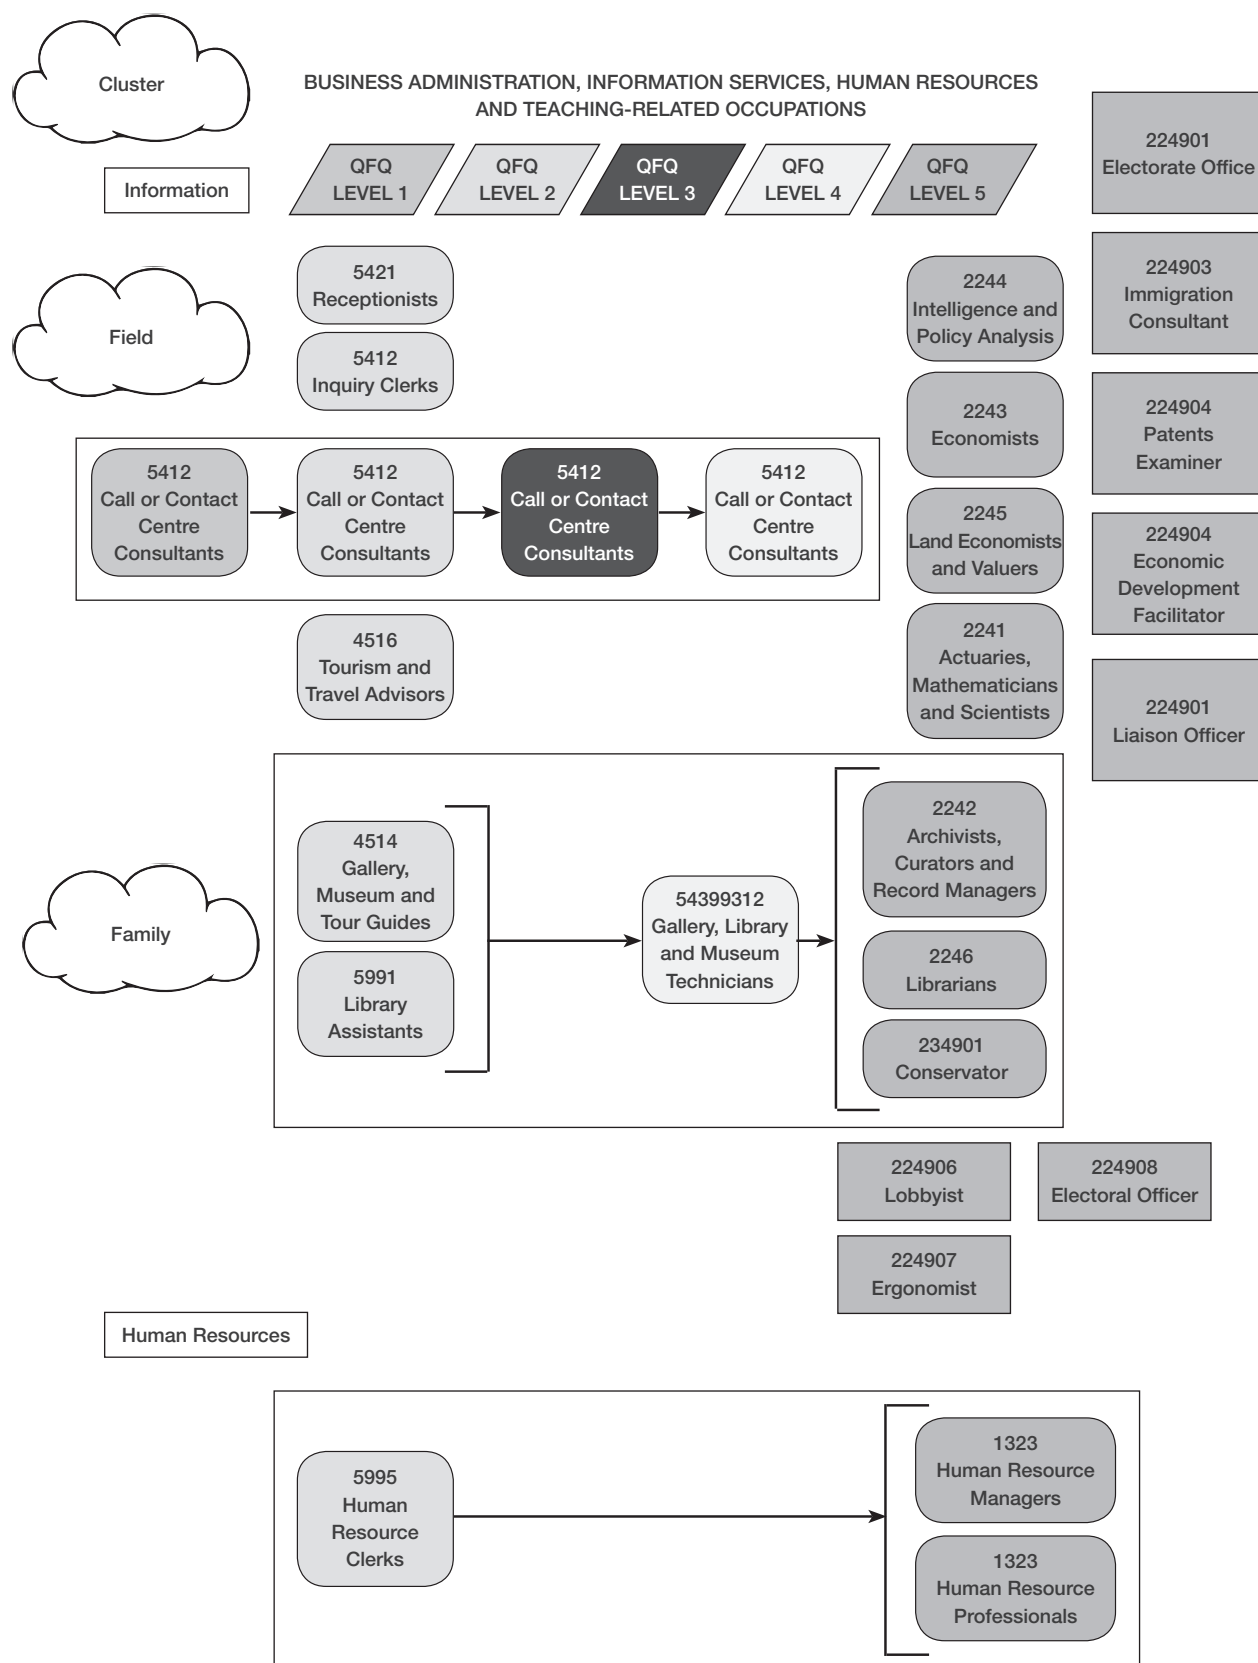 Cluster
BUSINESS ADMINISTRATION, INFORMATION SERVICES, HUMAN RESOURCES
AND TEACHING-RELATED OCCUPATIONS
Information
QFQ
LEVEL 1
QFQ
LEVEL 2
QFQ
LEVEL 3
QFQ
LEVEL 4
QFQ
LEVEL 5
224901
Electorate Office
Field
5421
Receptionists
5412
Inquiry Clerks
2244
Intelligence and
Policy Analysis
224903
Immigration
Consultant
2243
Economists
224904
Patents
Examiner
5412
Call or Contact
Centre
Consultants
5412
Call or Contact
Centre
Consultants
5412
Call or Contact
Centre
Consultants
5412
Call or Contact
Centre
Consultants
2245
Land Economists
and Valuers
224904
Economic
Development
Facilitator
4516
Tourism and
Travel Advisors
2241
Actuaries,
Mathematicians
and Scientists
224901
Liaison Officer
Family
4514
Gallery,
Museum and
Tour Guides
5991
Library
Assistants
54399312
Gallery, Library
and Museum
Technicians
2242
Archivists,
Curators and
Record Managers
2246
Librarians
234901
Conservator
224906
Lobbyist
224908
Electoral Officer
224907
Ergonomist
Human Resources
5995
Human
Resource
Clerks
1323
Human Resource
Managers
1323
Human Resource
Professionals